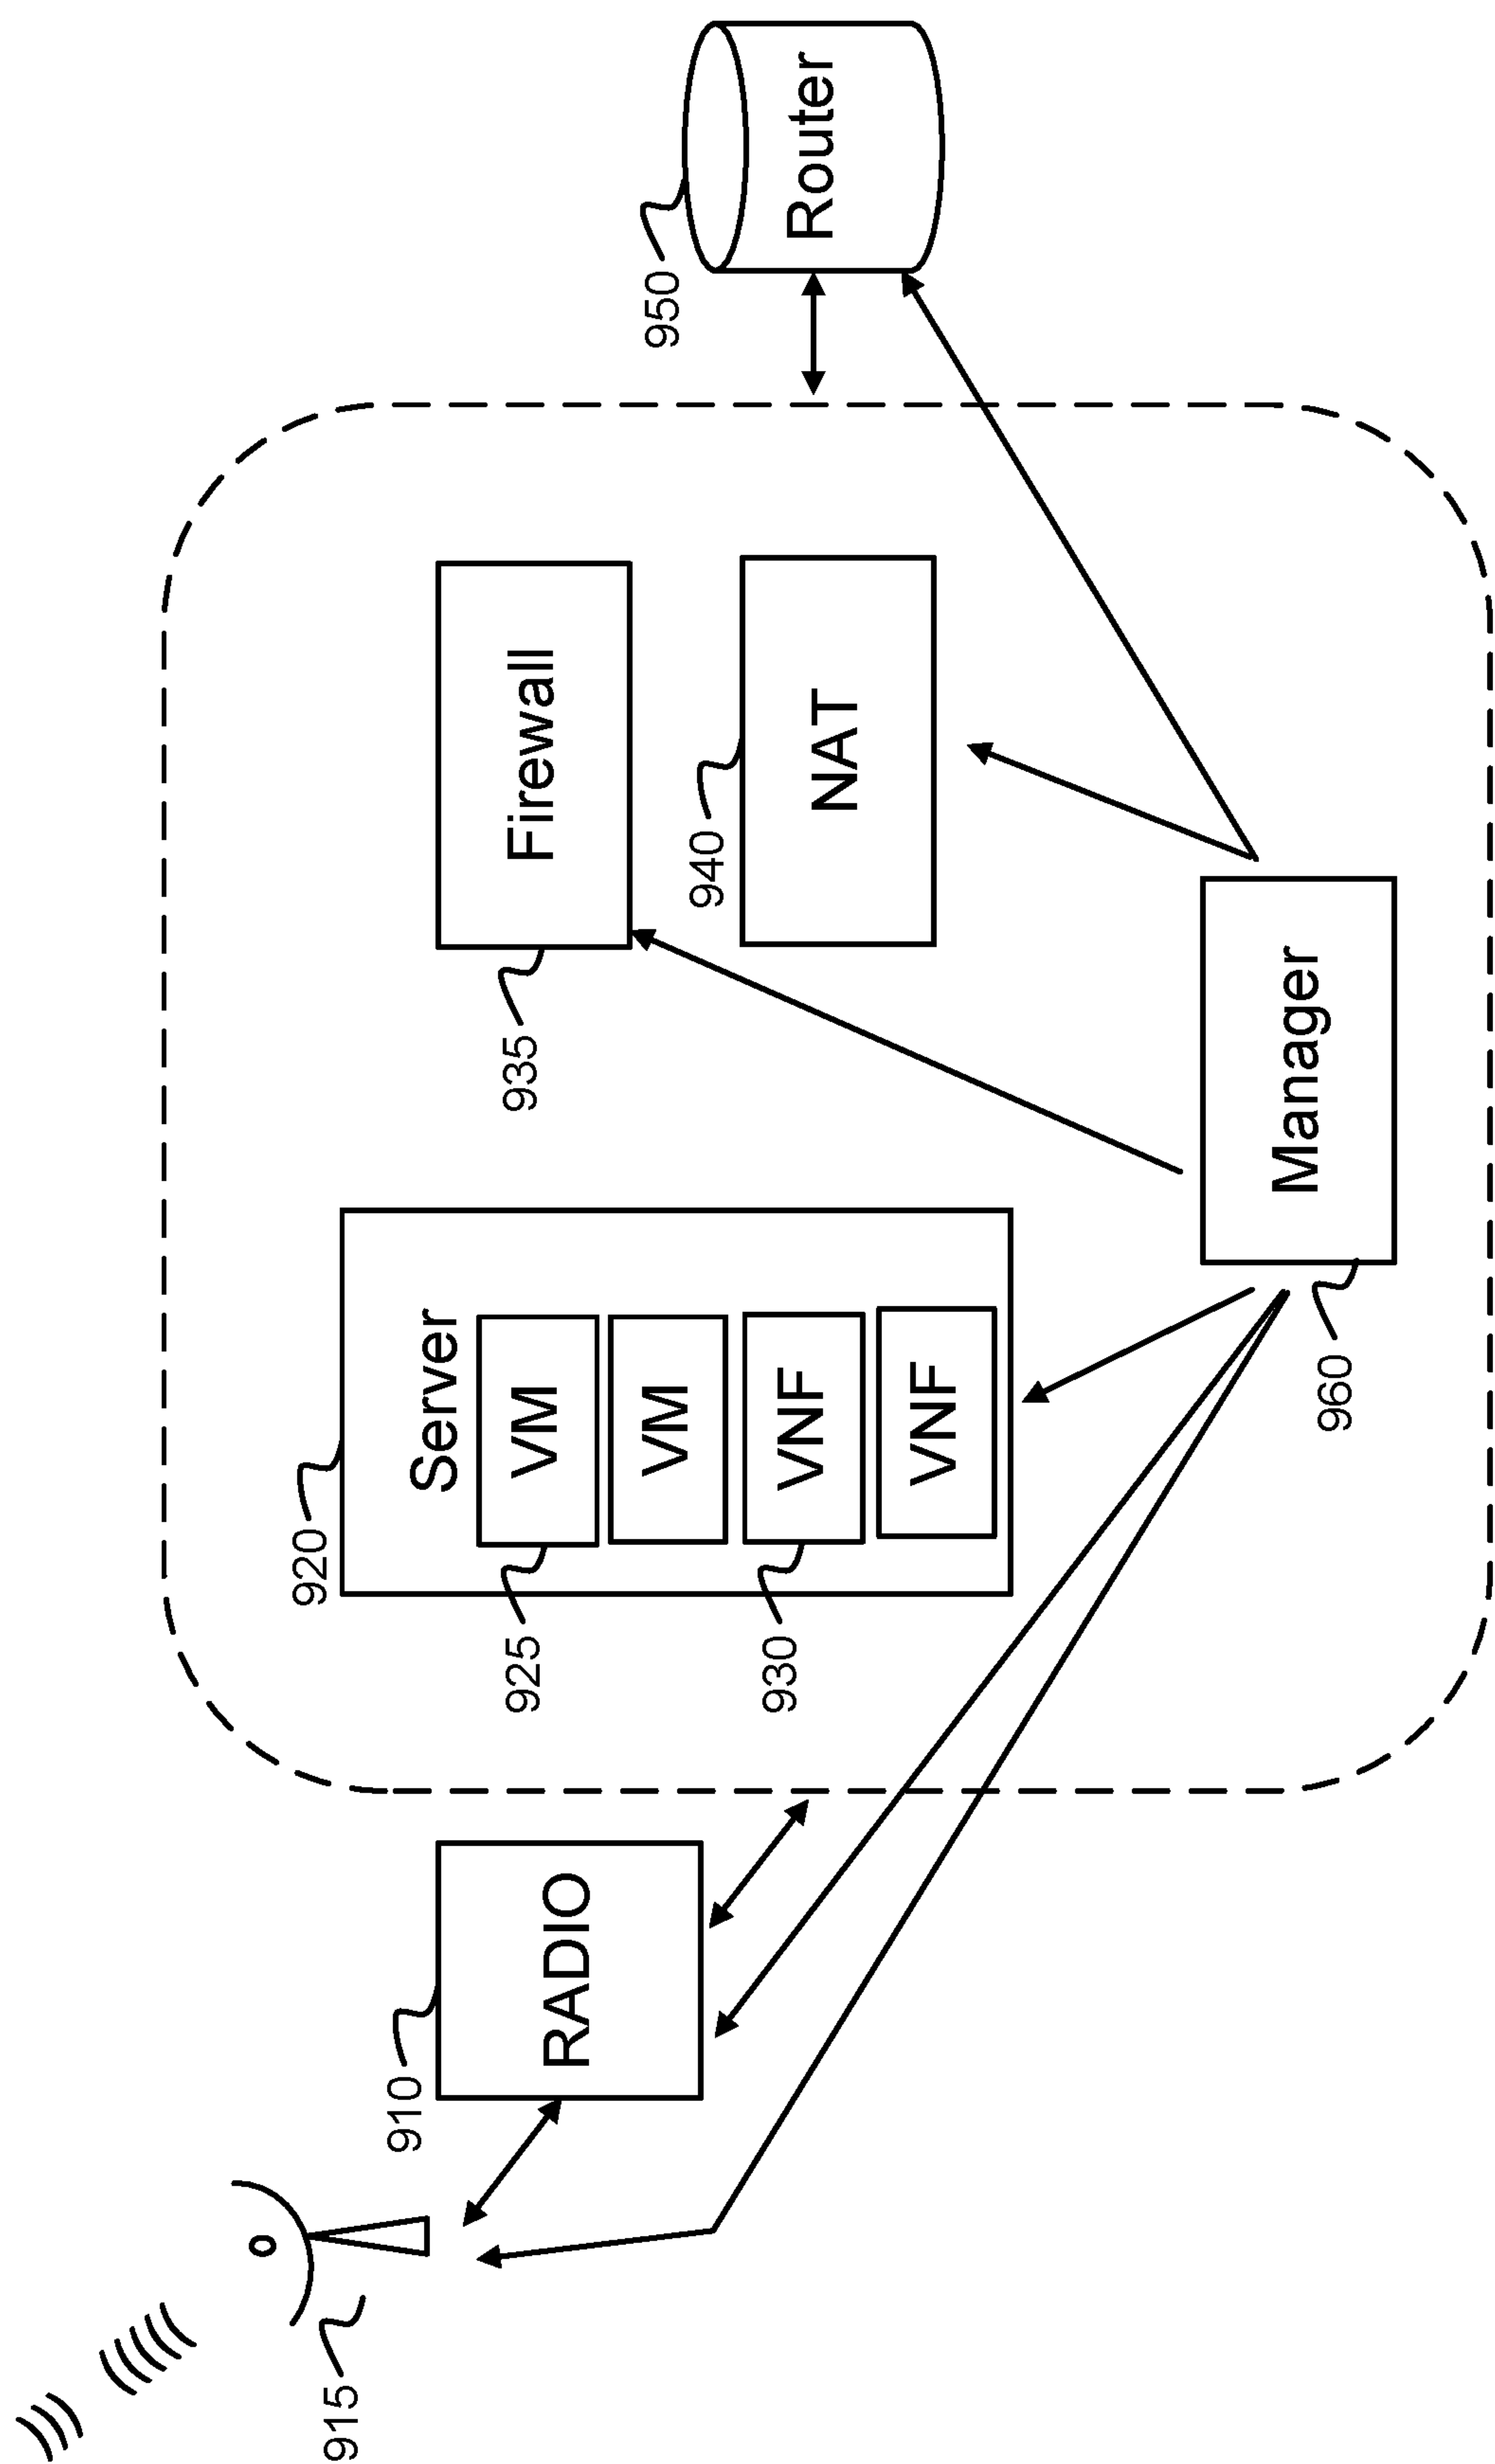 915
910
RADIO
920
Server
925
VM
VM
930
VNF
VNF
935
Firewall
940
NAT
960
Manager
950
Router